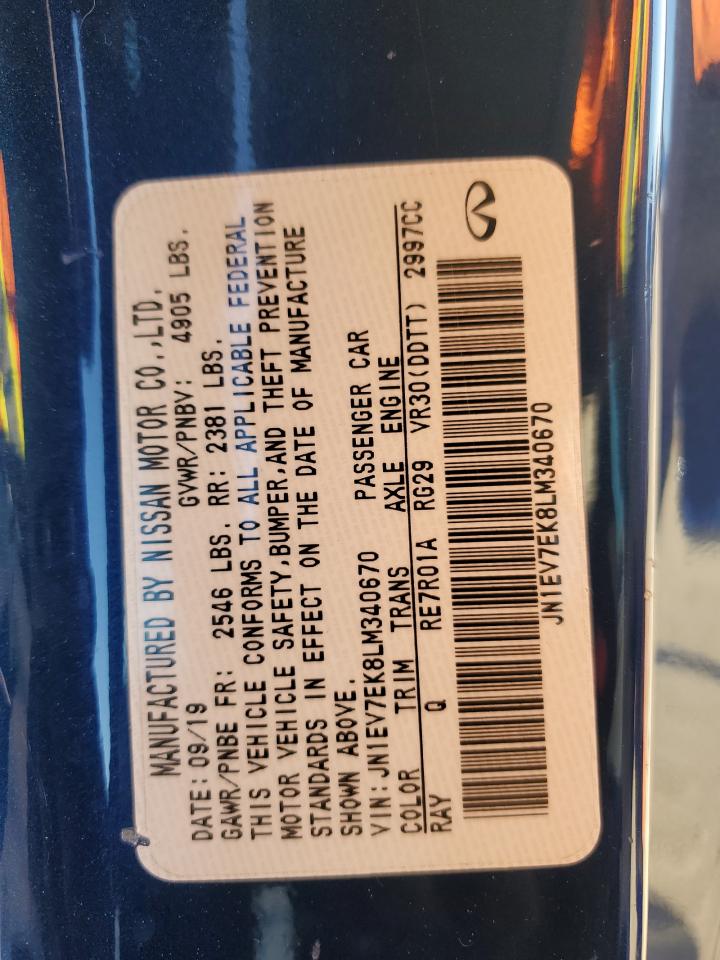 MANUFACTURED BY NISSAN MOTOR CO.,LTD.
DATE: 09/19 GVWR/PNBV: 4905 LBS.
GAWR/PNBE FR: 2546 LBS. RR: 2381 LBS.
THIS VEHICLE CONFORMS TO ALL APPLICABLE FEDERAL
MOTOR VEHICLE SAFETY,BUMPER,AND THEFT PREVENTION
STANDARDS IN EFFECT ON THE DATE OF MANUFACTURE
SHOWN ABOVE.
VIN:JN1EV7EK8LM340670 PASSENGER CAR
COLOR TRIM TRANS AXLE ENGINE
RAY Q RE7R01A RG29 VR30(DDTT) 2997CC
JN1EV7EK8LM340670